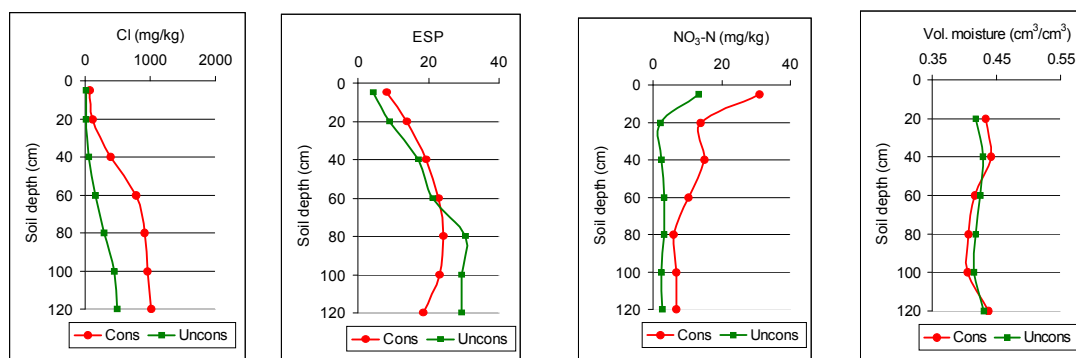 Cl (mg/kg)
0 1000 2000
0
20
40
60
80
100
120
Soil depth (cm)
Cons Uncons
ESP
0 20 40
0
20
40
60
80
100
120
Soil depth (cm)
Cons Uncons
NO₃-N (mg/kg)
0 20 40
0
20
40
60
80
100
120
Soil depth (cm)
Cons Uncons
Vol. moisture (cm³/cm³)
0.35 0.45 0.55
0
20
40
60
80
100
120
Soil depth (cm)
Cons Uncons